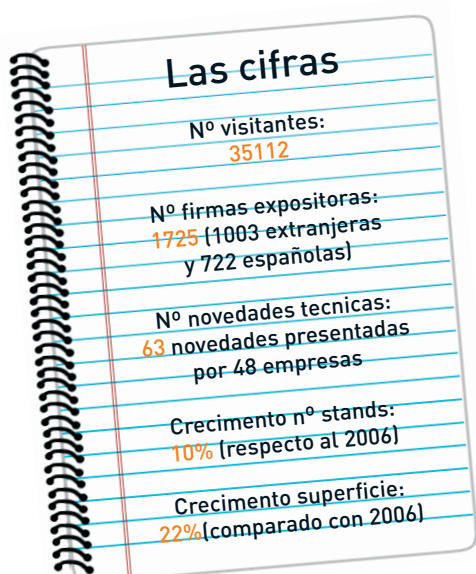 Las cifras
Nº visitantes:
35112
Nº firmas expositoras:
1725 (1003 extranjeras
y 722 españolas)
Nº novedades tecnicas:
63 novedades presentadas
por 48 empresas
Crecimento nº stands:
10% (respecto al 2006)
Crecimento superficie:
22%(comparado con 2006)